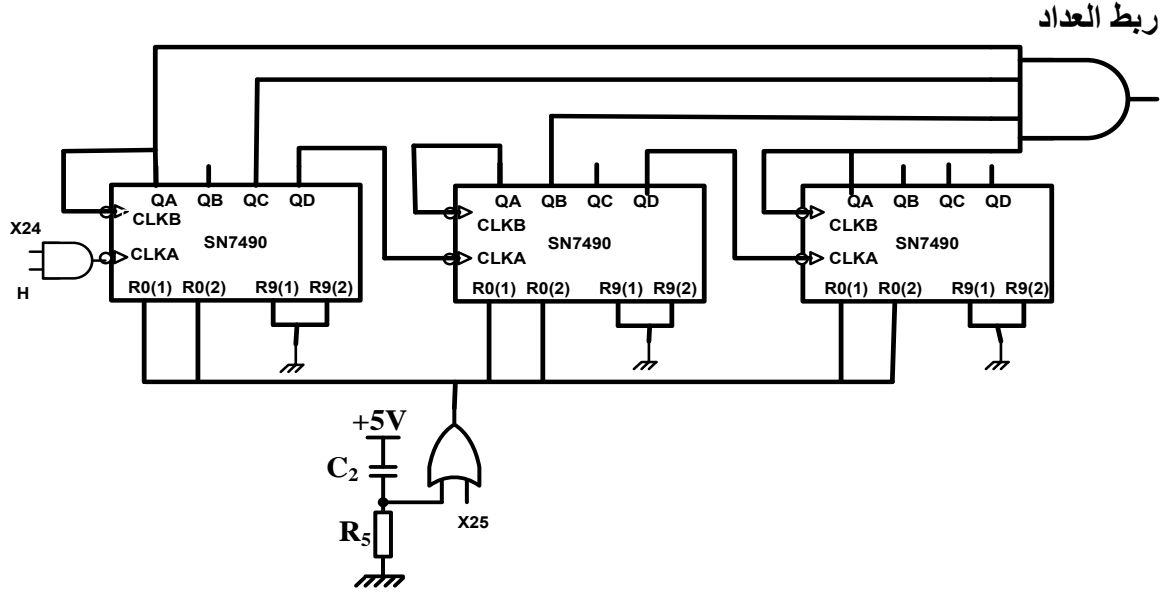 ربط العداد
QA QB QC QD
CLKB
SN7490
CLKA
R0(1) R0(2) R9(1) R9(2)
QA QB QC QD
CLKB
SN7490
CLKA
R0(1) R0(2) R9(1) R9(2)
QA QB QC QD
CLKB
SN7490
CLKA
R0(1) R0(2) R9(1) R9(2)
X24
H
+5V
C₂
R₅
X25